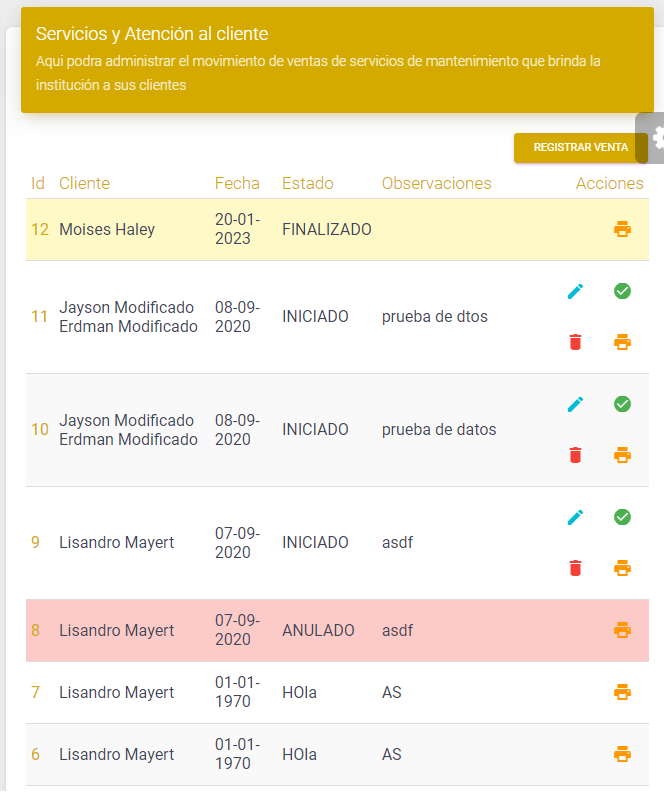 Servicios y Atención al cliente
Aqui podra administrar el movimiento de ventas de servicios de mantenimiento que brinda la
institución a sus clientes
REGISTRAR VENTA
Id Cliente Fecha Estado Observaciones Acciones
12 Moises Haley 20-01-2023 FINALIZADO
11 Jayson Modificado Erdman Modificado 08-09-2020 INICIADO prueba de dtos
10 Jayson Modificado Erdman Modificado 08-09-2020 INICIADO prueba de datos
9 Lisandro Mayert 07-09-2020 INICIADO asdf
8 Lisandro Mayert 07-09-2020 ANULADO asdf
7 Lisandro Mayert 01-01-1970 HOla AS
6 Lisandro Mayert 01-01-1970 HOla AS